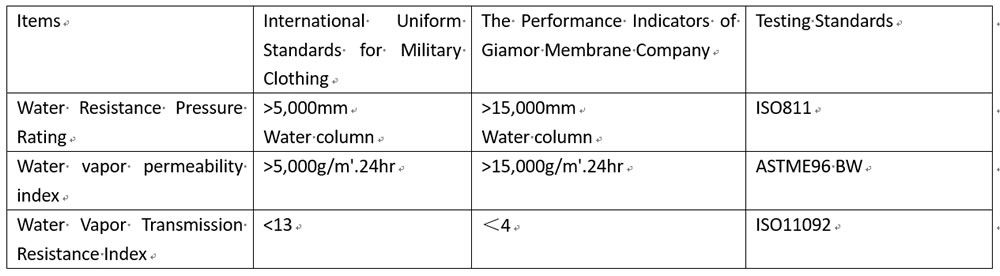 Items
International Uniform
Standards for Military
Clothing
The Performance Indicators of
Giamor Membrane Company
Testing Standards
Water Resistance Pressure
Rating
>5,000mm
Water column
>15,000mm
Water column
ISO811
Water vapor permeability
index
>5,000g/m'.24hr
>15,000g/m'.24hr
ASTME96 BW
Water Vapor Transmission
Resistance Index
<13
＜4
ISO11092